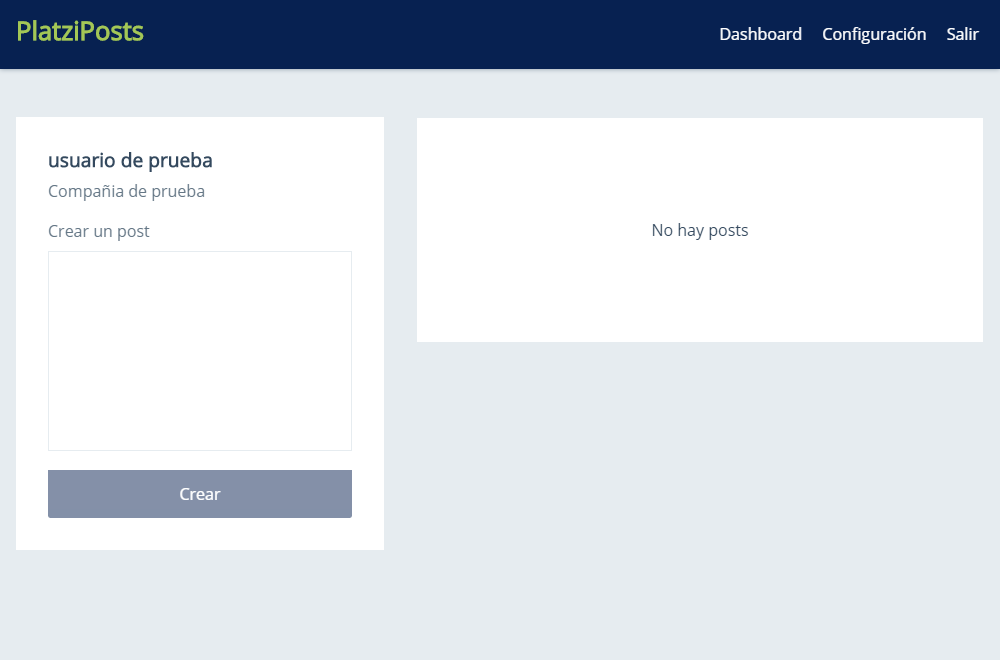 PlatziPosts
Dashboard Configuración Salir
usuario de prueba
Compañia de prueba
Crear un post
Crear
No hay posts